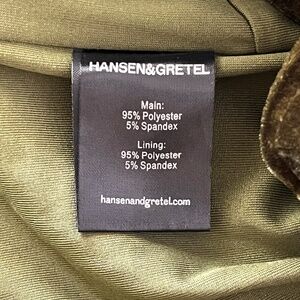 HANSEN&GRETEL
Main:
95% Polyester
5% Spandex
Lining:
95% Polyester
5% Spandex
hansenandgretel.com